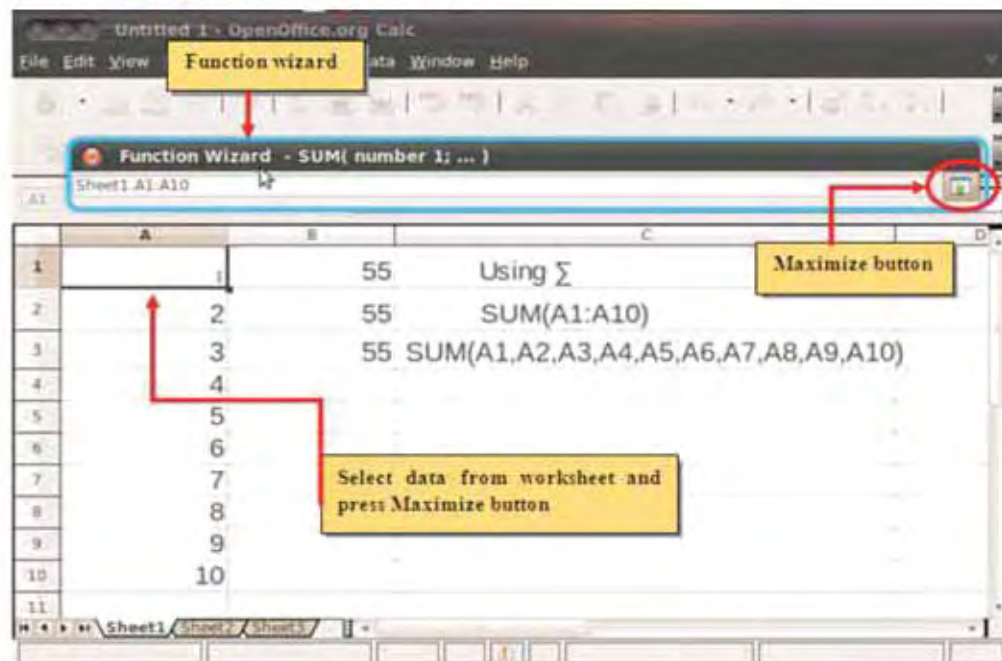 Untitled 1 - OpenOffice.org Calc
File Edit View ata Window Help
Function wizard
Function Wizard - SUM( number 1; ... )
Sheet1.A1:A10
A1
A B C D
1 1 55 Using ∑
Maximize button
2 2 55 SUM(A1:A10)
3 3 55 SUM(A1,A2,A3,A4,A5,A6,A7,A8,A9,A10)
4 4
5 5
6 6
7 7
Select data from worksheet and
press Maximize button
8 8
9 9
10 10
11
Sheet1 Sheet2 Sheet3